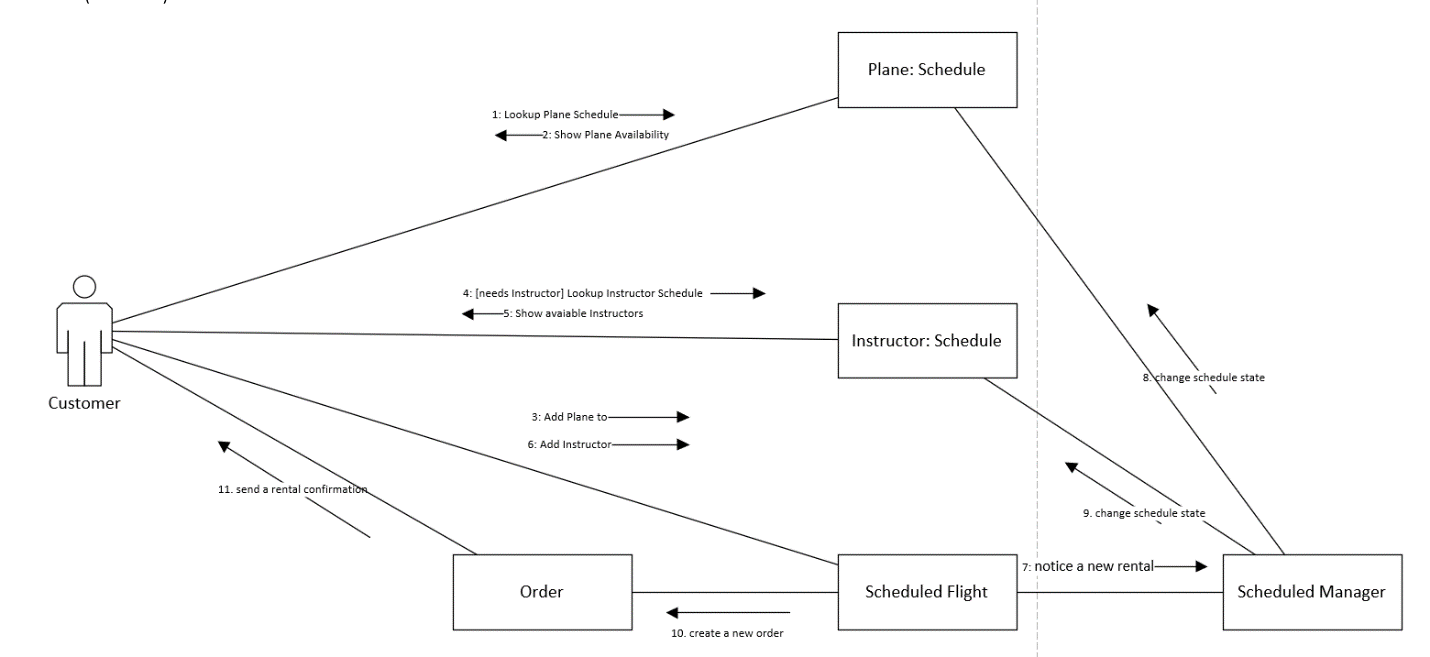 Plane: Schedule
1: Lookup Plane Schedule
2: Show Plane Availability
4: [needs Instructor] Lookup Instructor Schedule
5: Show avaiable Instructors
Instructor: Schedule
8. change schedule state
Customer
3: Add Plane to
6: Add Instructor
11. send a rental confirmation
9. change schedule state
7: notice a new rental
Order
Scheduled Flight
Scheduled Manager
10. create a new order